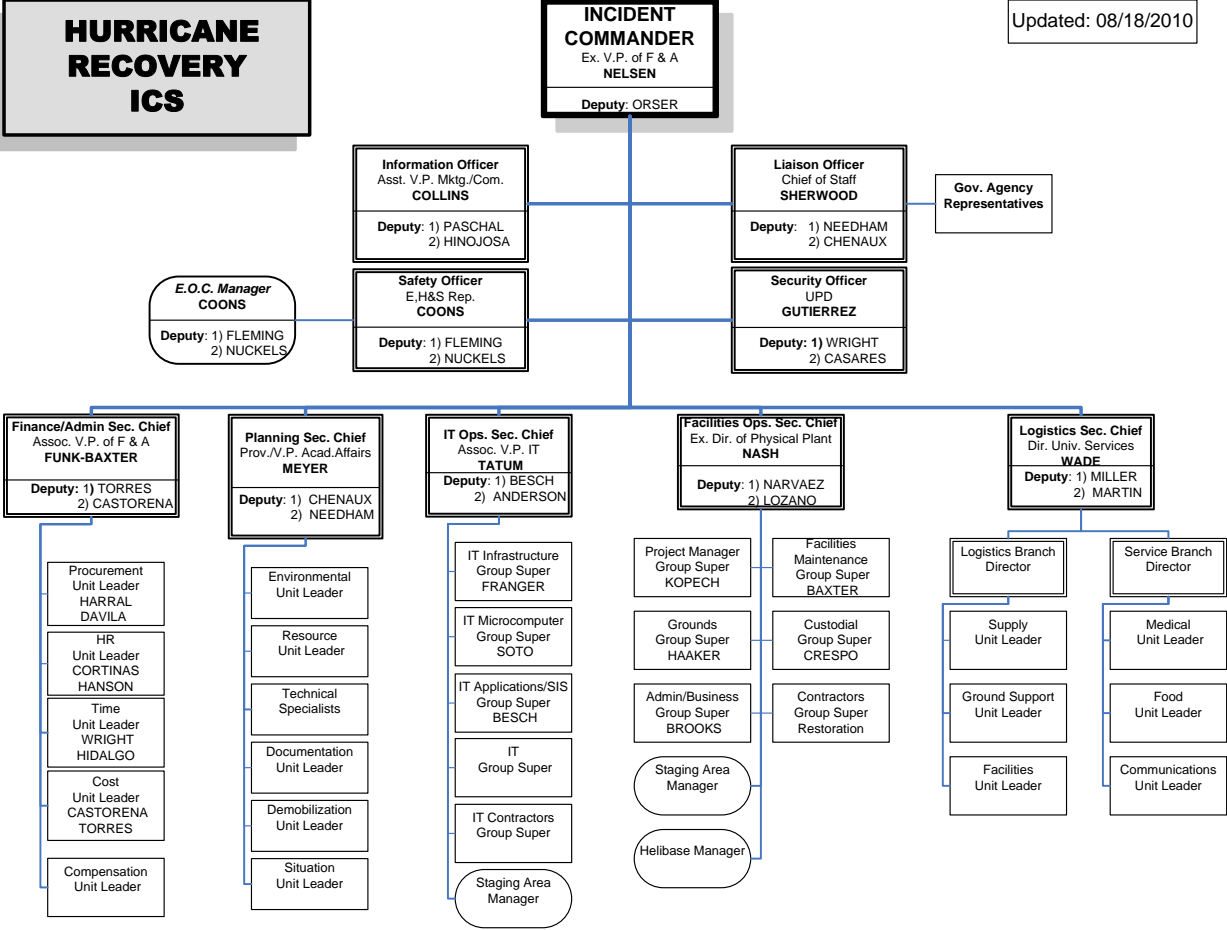 HURRICANE
RECOVERY
ICS
INCIDENT
COMMANDER
Ex. V.P. of F & A
NELSEN
Deputy: ORSER
Updated: 08/18/2010
Information Officer
Asst. V.P. Mktg./Com.
COLLINS
Deputy: 1) PASCHAL
2) HINOJOSA
Liaison Officer
Chief of Staff
SHERWOOD
Deputy: 1) NEEDHAM
2) CHENAUX
Gov. Agency
Representatives
E.O.C. Manager
COONS
Deputy: 1) FLEMING
2) NUCKELS
Safety Officer
E,H&S Rep.
COONS
Deputy: 1) FLEMING
2) NUCKELS
Security Officer
UPD
GUTIERREZ
Deputy: 1) WRIGHT
2) CASARES
Finance/Admin Sec. Chief
Assoc. V.P. of F & A
FUNK-BAXTER
Deputy: 1) TORRES
2) CASTORENA
Planning Sec. Chief
Prov./V.P. Acad.Affairs
MEYER
Deputy: 1) CHENAUX
2) NEEDHAM
IT Ops. Sec. Chief
Assoc. V.P. IT
TATUM
Deputy: 1) BESCH
2) ANDERSON
Facilities Ops. Sec. Chief
Ex. Dir. of Physical Plant
NASH
Deputy: 1) NARVAEZ
2) LOZANO
Logistics Sec. Chief
Dir. Univ. Services
WADE
Deputy: 1) MILLER
2) MARTIN
Procurement
Unit Leader
HARRAL
DAVILA
HR
Unit Leader
CORTINAS
HANSON
Time
Unit Leader
WRIGHT
HIDALGO
Cost
Unit Leader
CASTORENA
TORRES
Compensation
Unit Leader
Environmental
Unit Leader
Resource
Unit Leader
Technical
Specialists
Documentation
Unit Leader
Demobilization
Unit Leader
Situation
Unit Leader
IT Infrastructure
Group Super
FRANGER
IT Microcomputer
Group Super
SOTO
IT Applications/SIS
Group Super
BESCH
IT
Group Super
IT Contractors
Group Super
Staging Area
Manager
Project Manager
Group Super
KOPECH
Facilities
Maintenance
Group Super
BAXTER
Grounds
Group Super
HAAKER
Custodial
Group Super
CRESPO
Admin/Business
Group Super
BROOKS
Contractors
Group Super
Restoration
Staging Area
Manager
Helibase Manager
Logistics Branch
Director
Supply
Unit Leader
Ground Support
Unit Leader
Facilities
Unit Leader
Service Branch
Director
Medical
Unit Leader
Food
Unit Leader
Communications
Unit Leader